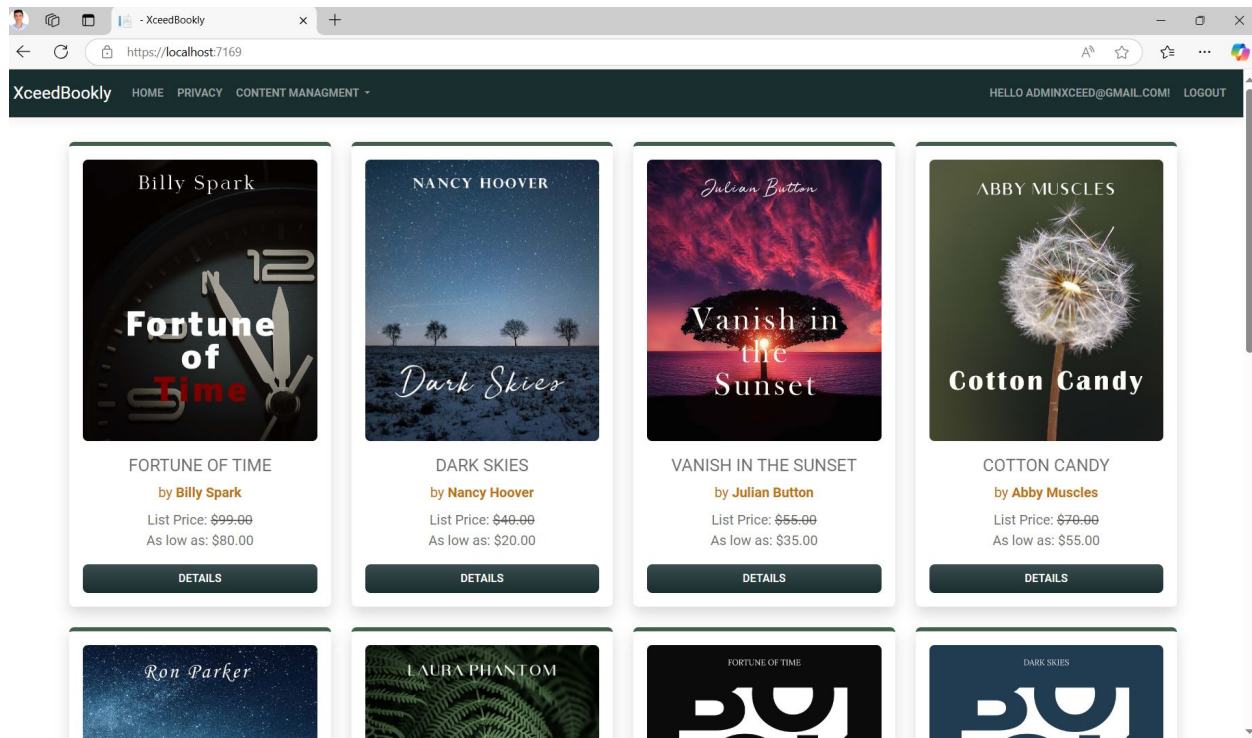 - XceedBookly
https://localhost:7169
XceedBookly HOME PRIVACY CONTENT MANAGMENT HELLO ADMINXCEED@GMAIL.COM! LOGOUT
Billy Spark
12
Fortune
of
Time
FORTUNE OF TIME
by Billy Spark
List Price: $99.00
As low as: $80.00
DETAILS
NANCY HOOVER
Dark Skies
DARK SKIES
by Nancy Hoover
List Price: $40.00
As low as: $20.00
DETAILS
Julian Button
Vanish in
the
Sunset
VANISH IN THE SUNSET
by Julian Button
List Price: $55.00
As low as: $35.00
DETAILS
ABBY MUSCLES
Cotton Candy
COTTON CANDY
by Abby Muscles
List Price: $70.00
As low as: $55.00
DETAILS
Ron Parker
LAURA PHANTOM
FORTUNE OF TIME
DARK SKIES